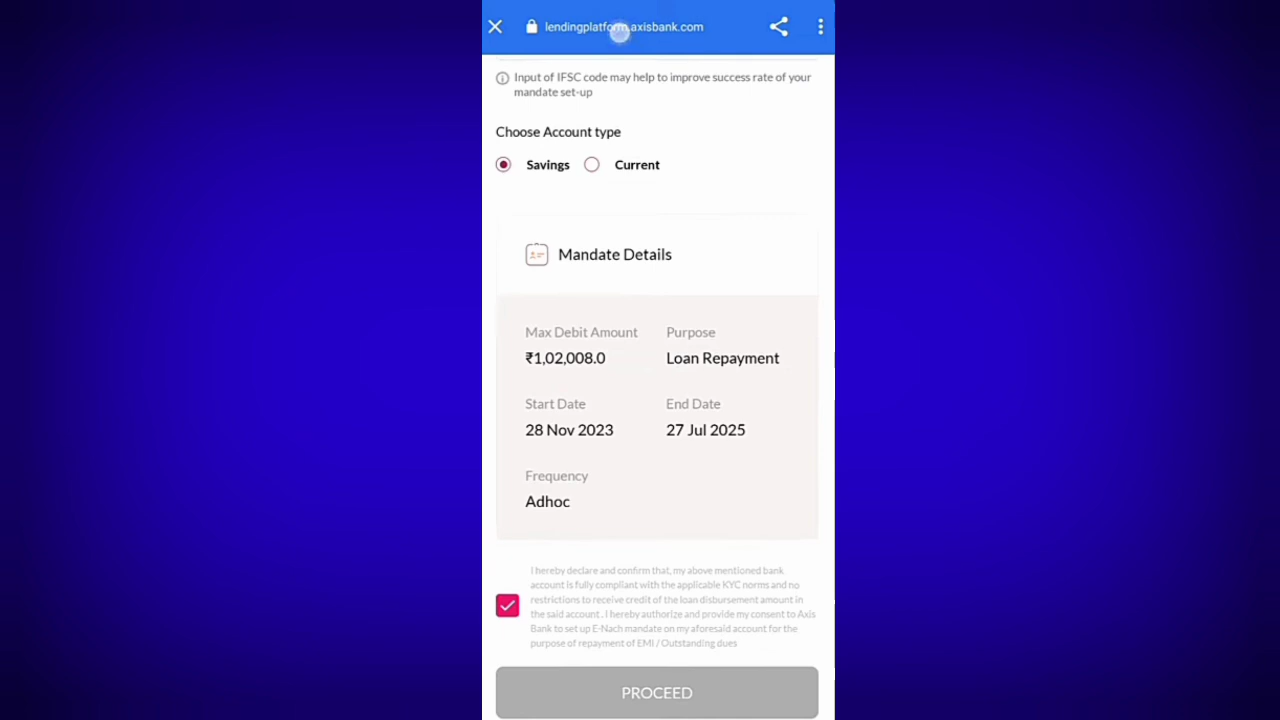 lendingplatform.axisbank.com
Input of IFSC code may help to improve success rate of your
mandate set-up
Choose Account type
Savings Current
Mandate Details
Max Debit Amount Purpose
₹1,02,008.0 Loan Repayment
Start Date End Date
28 Nov 2023 27 Jul 2025
Frequency
Adhoc
I hereby declare and confirm that, my above mentioned bank
account is fully compliant with the applicable KYC norms and no
restrictions to receive credit of the loan disbursement amount in
the said account . I hereby authorize and provide my consent to Axis
Bank to set up E-Nach mandate on my aforesaid account for the
purpose of repayment of EMI / Outstanding dues
PROCEED